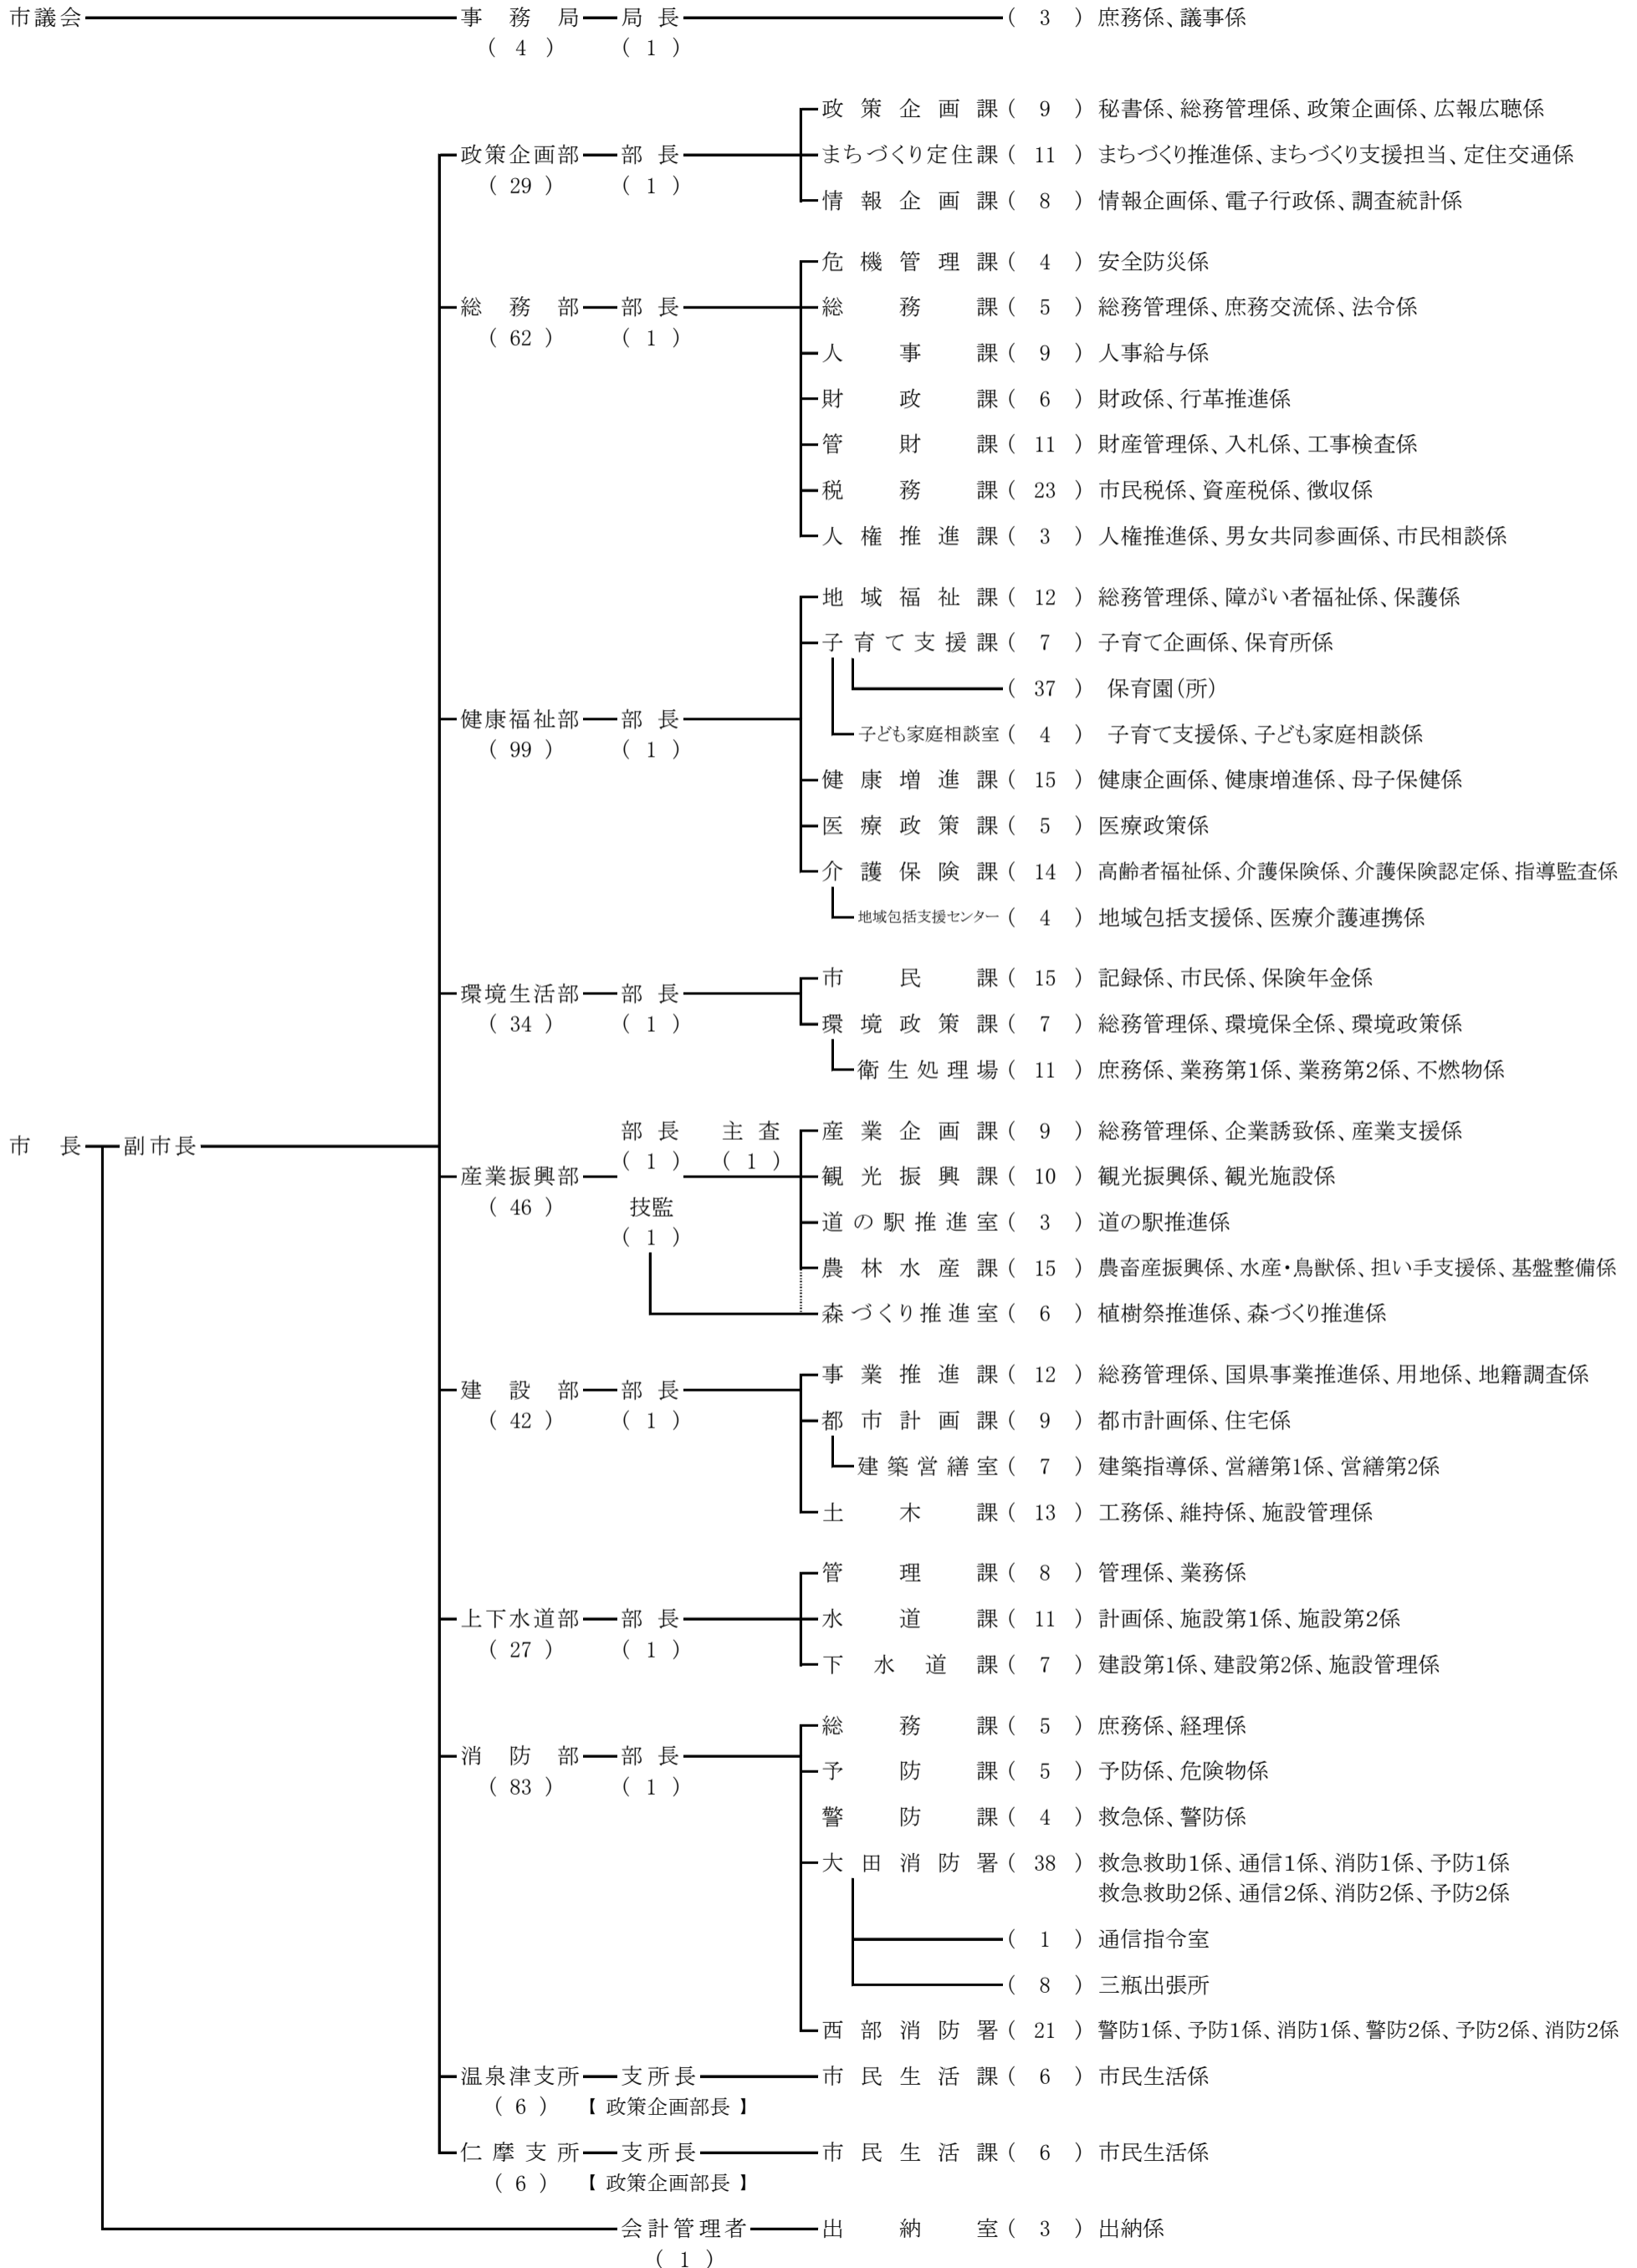 市議会 事務局 局長 ( 3 ) 庶務係、議事係
( 4 ) ( 1 )
政策企画課 ( 9 ) 秘書係、総務管理係、政策企画係、広報広聴係
政策企画部 部長 まちづくり定住課 ( 11 ) まちづくり推進係、まちづくり支援担当、定住交通係
( 29 ) ( 1 )
情報企画課 ( 8 ) 情報企画係、電子行政係、調査統計係
危機管理課 ( 4 ) 安全防災係
総務部 部長 総務課 ( 5 ) 総務管理係、庶務交流係、法令係
( 62 ) ( 1 )
人事課 ( 9 ) 人事給与係
財政課 ( 6 ) 財政係、行革推進係
管財課 ( 11 ) 財産管理係、入札係、工事検査係
税務課 ( 23 ) 市民税係、資産税係、徴収係
人権推進課 ( 3 ) 人権推進係、男女共同参画係、市民相談係
地域福祉課 ( 12 ) 総務管理係、障がい者福祉係、保護係
子育て支援課 ( 7 ) 子育て企画係、保育所係
( 37 ) 保育園(所)
健康福祉部 部長
子ども家庭相談室 ( 4 ) 子育て支援係、子ども家庭相談係
( 99 ) ( 1 )
健康増進課 ( 15 ) 健康企画係、健康増進係、母子保健係
医療政策課 ( 5 ) 医療政策係
介護保険課 ( 14 ) 高齢者福祉係、介護保険係、介護保険認定係、指導監査係
地域包括支援センター ( 4 ) 地域包括支援係、医療介護連携係
市民課 ( 15 ) 記録係、市民係、保険年金係
環境生活部 部長
( 34 ) ( 1 ) 環境政策課 ( 7 ) 総務管理係、環境保全係、環境政策係
衛生処理場 ( 11 ) 庶務係、業務第1係、業務第2係、不燃物係
部長 主査 産業企画課 ( 9 ) 総務管理係、企業誘致係、産業支援係
市長 副市長
( 1 ) ( 1 )
産業振興部 観光振興課 ( 10 ) 観光振興係、観光施設係
( 46 ) 技監
道の駅推進室 ( 3 ) 道の駅推進係
( 1 )
農林水産課 ( 15 ) 農畜産振興係、水産・鳥獣係、担い手支援係、基盤整備係
森づくり推進室 ( 6 ) 植樹祭推進係、森づくり推進係
事業推進課 ( 12 ) 総務管理係、国県事業推進係、用地係、地籍調査係
建設部 部長
( 42 ) ( 1 ) 都市計画課 ( 9 ) 都市計画係、住宅係
建築営繕室 ( 7 ) 建築指導係、営繕第1係、営繕第2係
土木課 ( 13 ) 工務係、維持係、施設管理係
管理課 ( 8 ) 管理係、業務係
上下水道部 部長 水道課 ( 11 ) 計画係、施設第1係、施設第2係
( 27 ) ( 1 )
下水道課 ( 7 ) 建設第1係、建設第2係、施設管理係
総務課 ( 5 ) 庶務係、経理係
消防部 部長
予防課 ( 5 ) 予防係、危険物係
( 83 ) ( 1 )
警防課 ( 4 ) 救急係、警防係
大田消防署 ( 38 ) 救急救助1係、通信1係、消防1係、予防1係
救急救助2係、通信2係、消防2係、予防2係
( 1 ) 通信指令室
( 8 ) 三瓶出張所
西部消防署 ( 21 ) 警防1係、予防1係、消防1係、警防2係、予防2係、消防2係
温泉津支所 支所長 市民生活課 ( 6 ) 市民生活係
( 6 ) 【 政策企画部長 】
仁摩支所 支所長 市民生活課 ( 6 ) 市民生活係
( 6 ) 【 政策企画部長 】
会計管理者 出納室 ( 3 ) 出納係
( 1 )